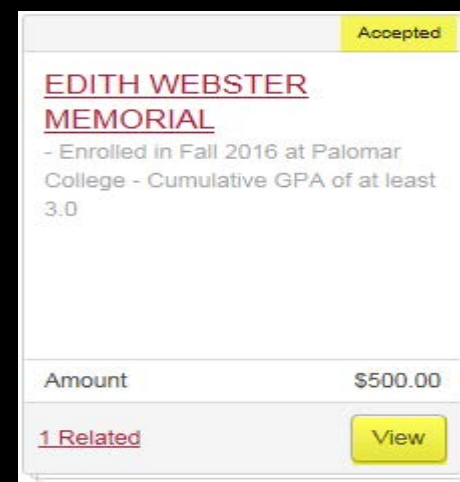 Accepted
EDITH WEBSTER
MEMORIAL
- Enrolled in Fall 2016 at Palomar
College - Cumulative GPA of at least
3.0
Amount $500.00
1 Related View